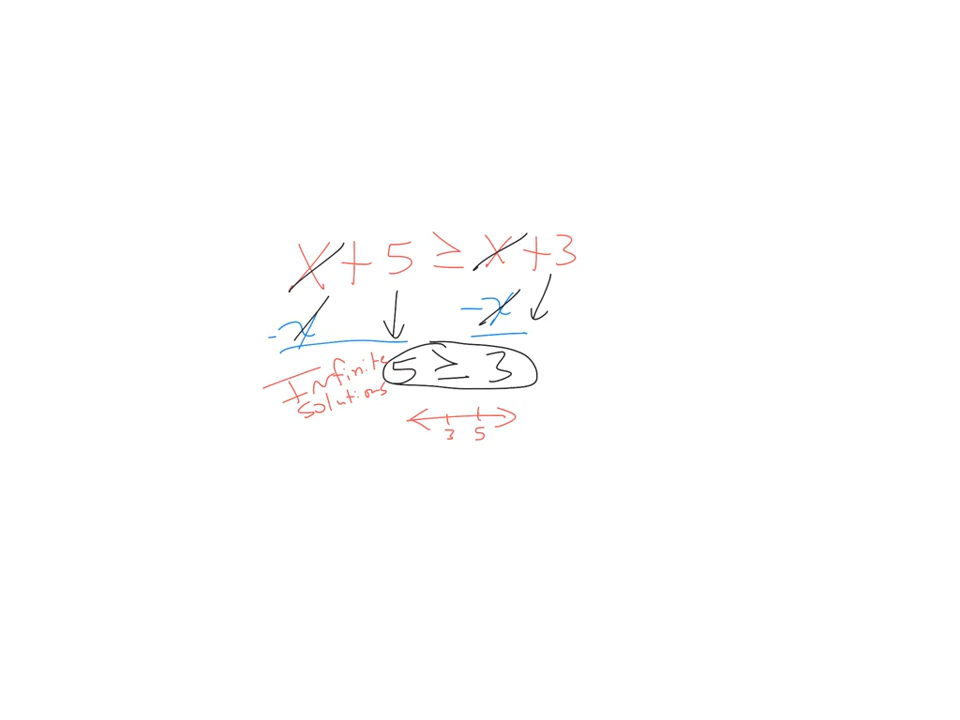 x + 5 ≥ x + 3
-x -x
5 ≥ 3
Infinite
solutions
3 5